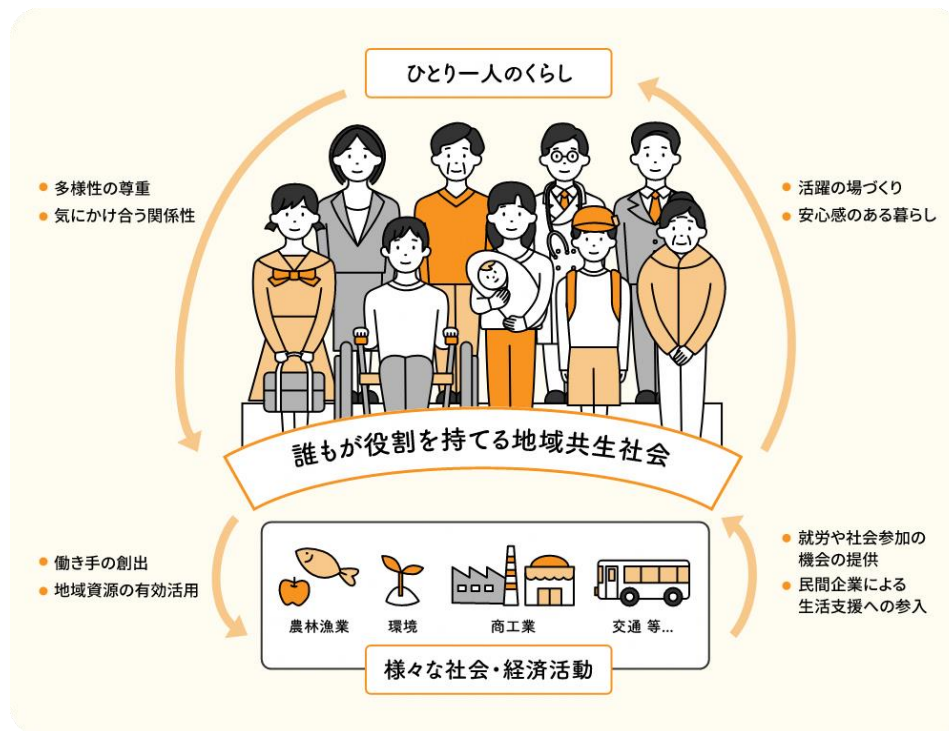 ひとり一人のくらし
多様性の尊重
気にかけ合う関係性
活躍の場づくり
安心感のある暮らし
誰もが役割を持てる地域共生社会
働き手の創出
地域資源の有効活用
就労や社会参加の
機会の提供
民間企業による
生活支援への参入
農林漁業
環境
商工業
交通 等...
様々な社会・経済活動